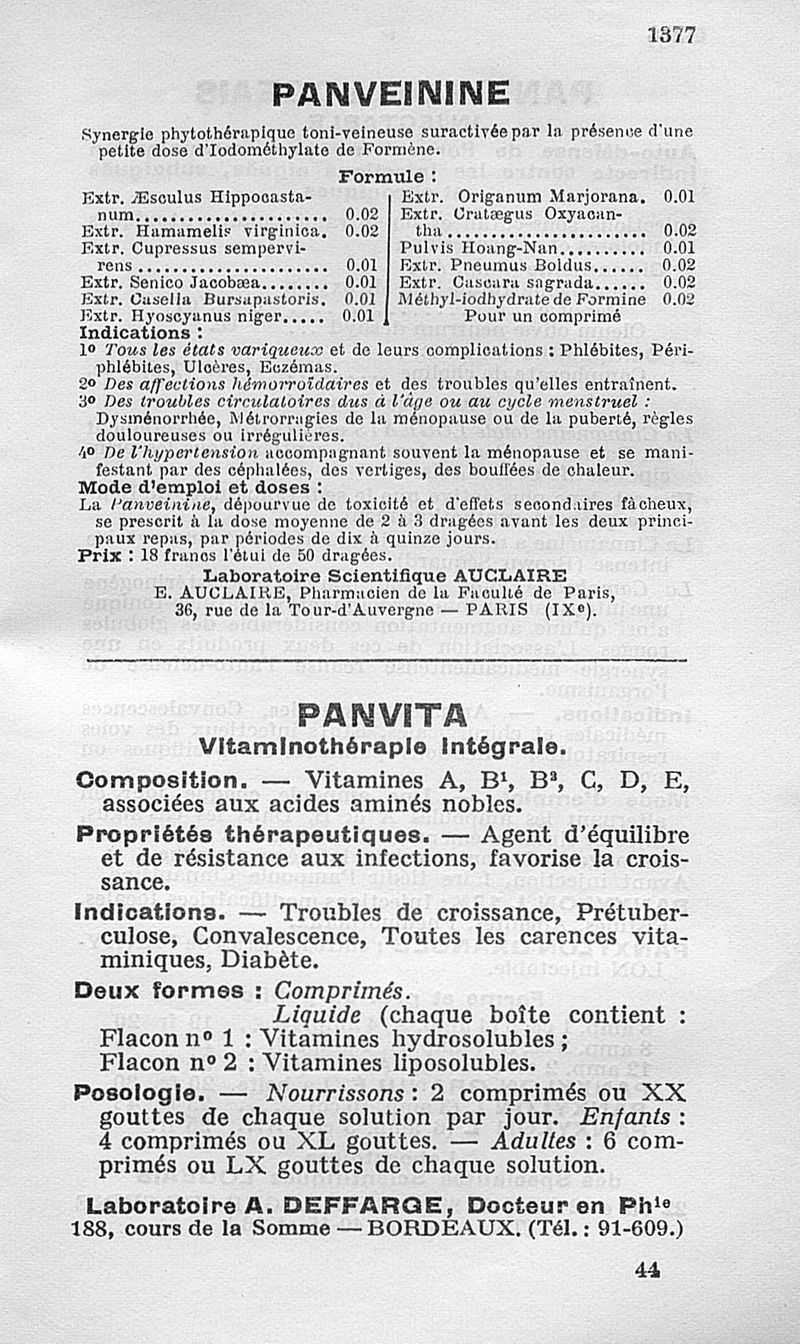 1377
PANVEININE
Synergie phytothérapique toni-veineuse suractivée par la présence d'une
petite dose d'Iodométhylate de Formène.
Formule :
Extr. Æsculus Hippocasta-
num...................... 0.02
Extr. Hamamelis virginica. 0.02
Extr. Cupressus sempervi-
rens ...................... 0.01
Extr. Senico Jacobæa........ 0.01
Extr. Casella Bursapastoris. 0.01
Extr. Hyoscyanus niger..... 0.01
Extr. Origanum Marjorana. 0.01
Extr. Cratægus Oxyacan-
tha ....................... 0.02
Pulvis Hoang-Nan.......... 0.01
Extr. Pneumus Boldus...... 0.02
Extr. Cascara sagrada...... 0.02
Méthyl-iodhydrate de Formine 0.02
Pour un comprimé
Indications :
1º Tous les états variqueux et de leurs complications : Phlébites, Péri-
phlébites, Ulcères, Eczémas.
2º Des affections hémorroïdaires et des troubles qu'elles entraînent.
3º Des troubles circulatoires dus à l'âge ou au cycle menstruel :
Dysménorrhée, Métrorragies de la ménopause ou de la puberté, règles
douloureuses ou irrégulières.
4º De l'hypertension accompagnant souvent la ménopause et se mani-
festant par des céphalées, des vertiges, des bouffées de chaleur.
Mode d'emploi et doses :
La Panveinine, dépourvue de toxicité et d'effets secondaires fâcheux,
se prescrit à la dose moyenne de 2 à 3 dragées avant les deux princi-
paux repas, par périodes de dix à quinze jours.
Prix : 18 francs l'étui de 50 dragées.
Laboratoire Scientifique AUCLAIRE
E. AUCLAIRE, Pharmacien de la Faculté de Paris,
36, rue de la Tour-d'Auvergne — PARIS (IXe).
PANVITA
Vitaminothérapie Intégrale.
Composition. — Vitamines A, B¹, B², C, D, E,
associées aux acides aminés nobles.
Propriétés thérapeutiques. — Agent d'équilibre
et de résistance aux infections, favorise la crois-
sance.
Indications. — Troubles de croissance, Prétuber-
culose, Convalescence, Toutes les carences vita-
miniques, Diabète.
Deux formes : Comprimés.
Liquide (chaque boîte contient :
Flacon nº 1 : Vitamines hydrosolubles ;
Flacon nº 2 : Vitamines liposolubles.
Posologie. — Nourrissons : 2 comprimés ou XX
gouttes de chaque solution par jour. Enfants :
4 comprimés ou XL gouttes. — Adultes : 6 com-
primés ou LX gouttes de chaque solution.
Laboratoire A. DEFFARGE, Docteur en Phie
188, cours de la Somme — BORDEAUX. (Tél. : 91-609.)
44